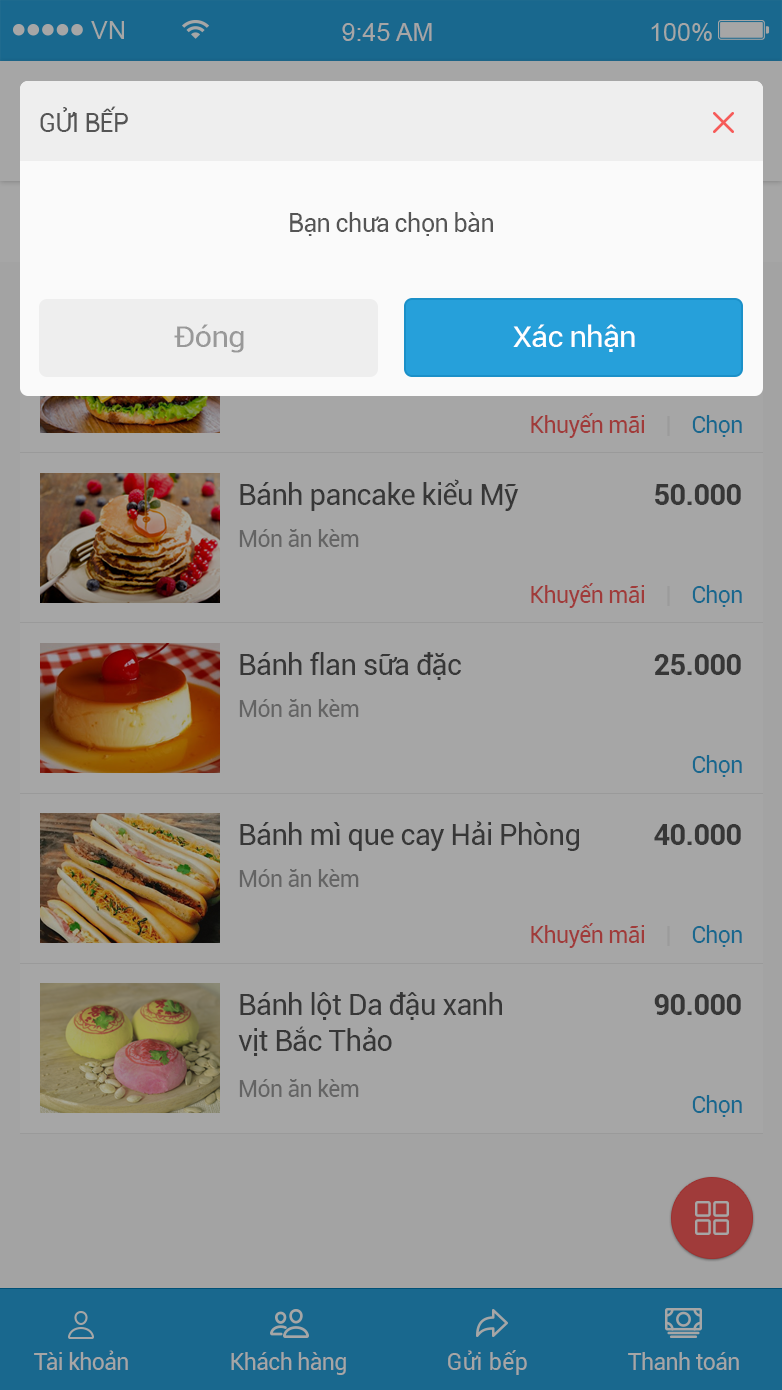 VN
9:45 AM
100%
GỬI BẾP
Bạn chưa chọn bàn
Đóng
Xác nhận
Khuyến mãi
Chọn
Bánh pancake kiểu Mỹ
50.000
Món ăn kèm
Khuyến mãi
Chọn
Bánh flan sữa đặc
25.000
Món ăn kèm
Chọn
Bánh mì que cay Hải Phòng
40.000
Món ăn kèm
Khuyến mãi
Chọn
Bánh lột Da đậu xanh
vịt Bắc Thảo
90.000
Món ăn kèm
Chọn
Tài khoản
Khách hàng
Gửi bếp
Thanh toán